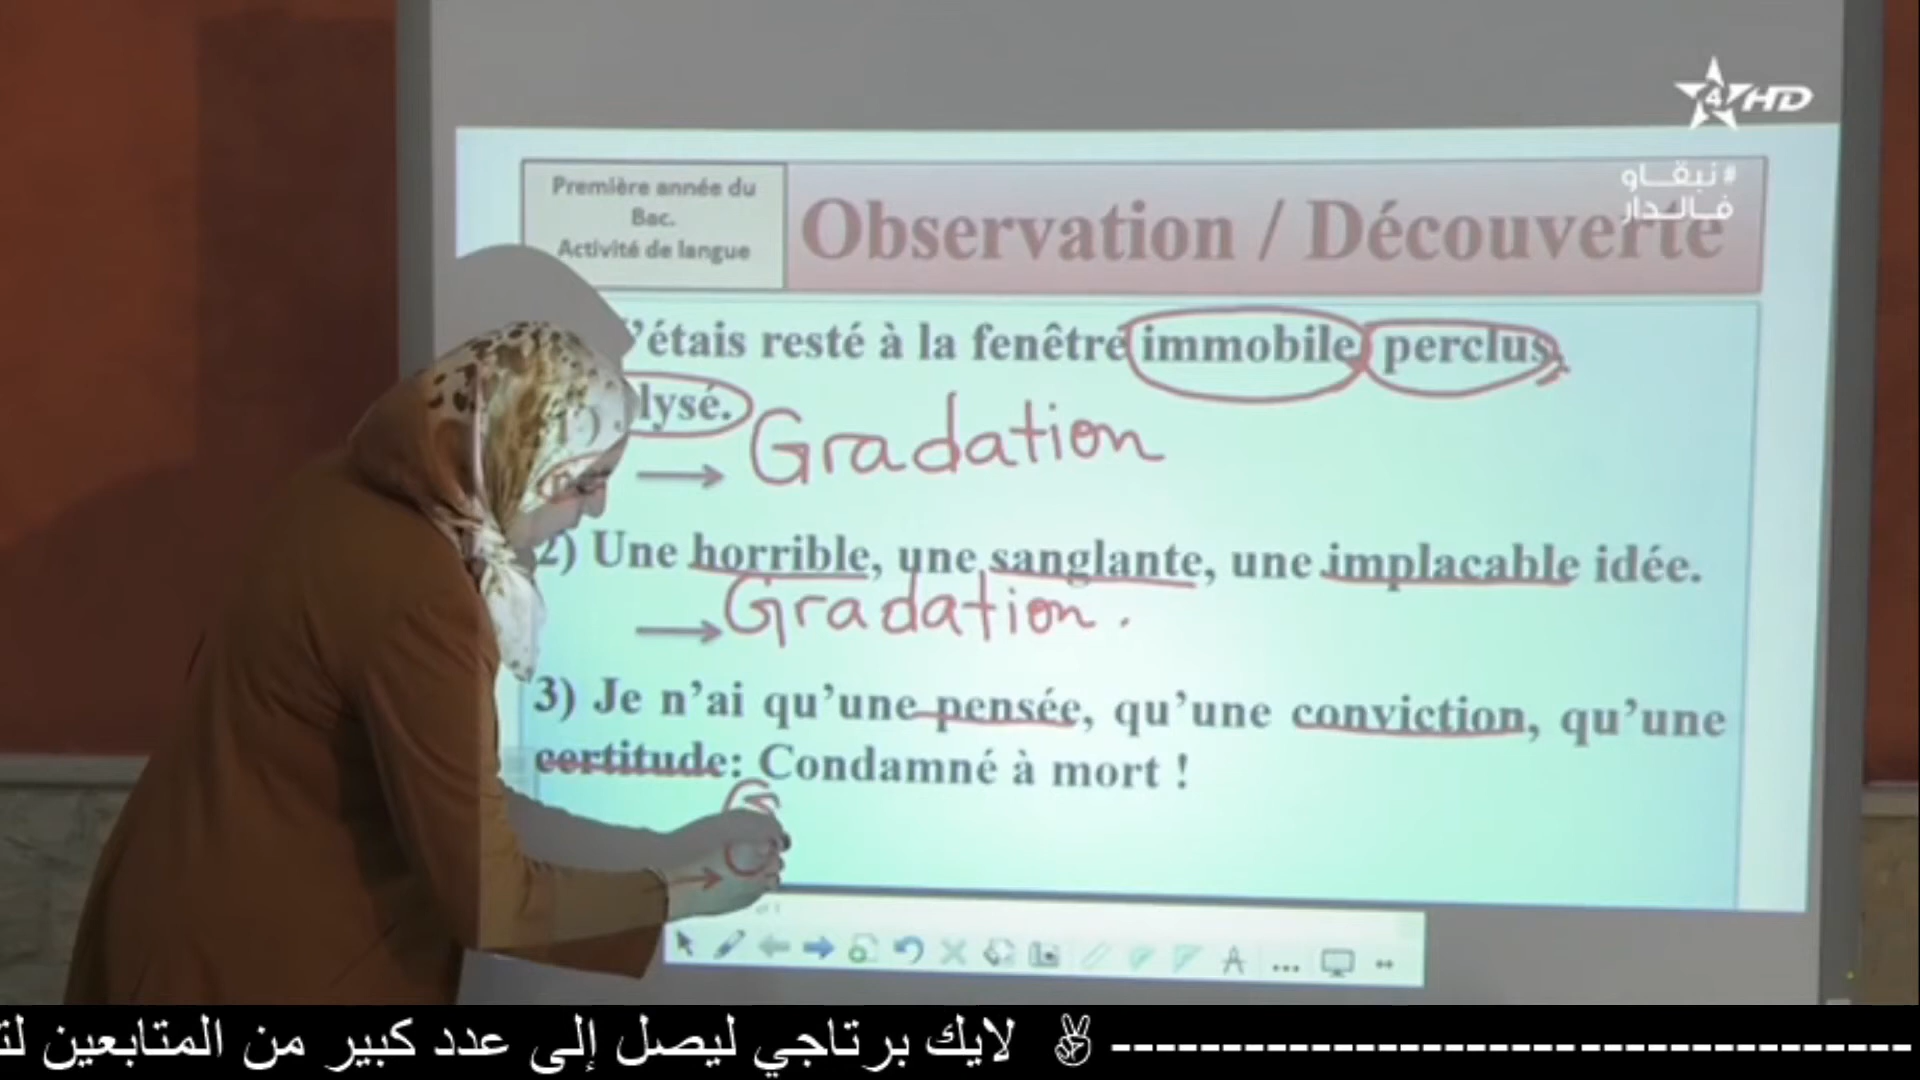 4 HD
#نبقاو
فالدار
Première année du
Bac.
Activité de langue
Observation / Découverte
J’étais resté à la fenêtre immobile, perclus,
lysé.
Gradation
2) Une horrible, une sanglante, une implacable idée.
Gradation.
3) Je n’ai qu’une pensée, qu’une conviction, qu’une
certitude: Condamné à mort !
G
لايك برتاجي ليصل إلى عدد كبير من المتابعين ✌ ------------------------------------